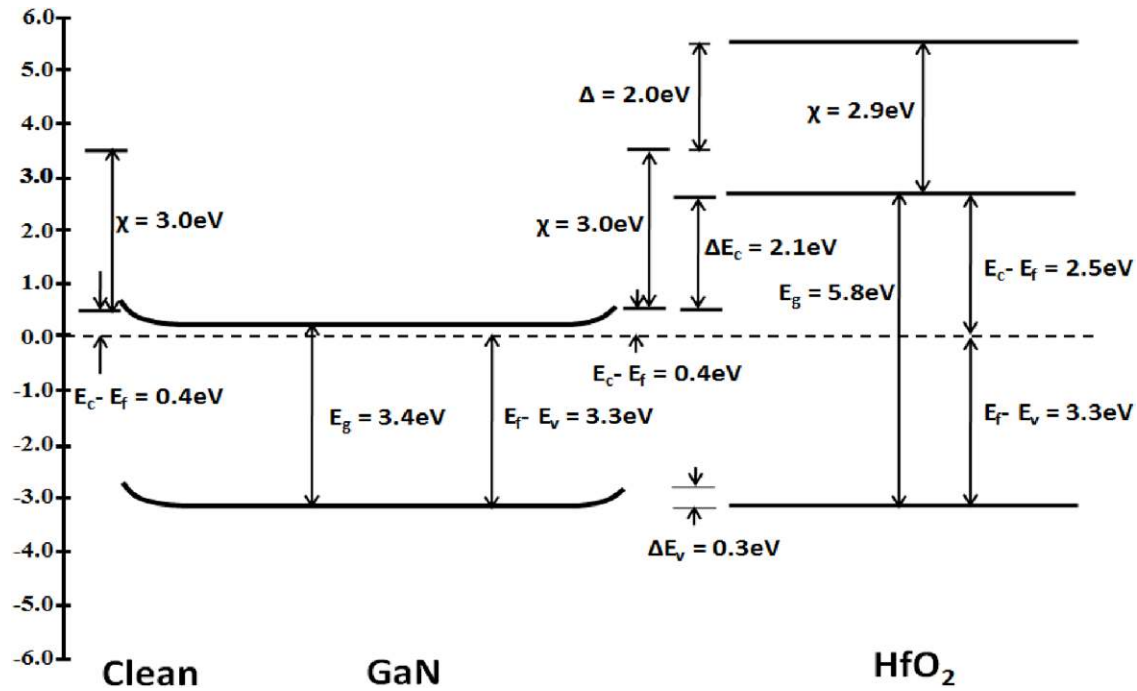 6.0
5.0
4.0
3.0
2.0
1.0
0.0
-1.0
-2.0
-3.0
-4.0
-5.0
-6.0
χ = 3.0eV
E_c- E_f = 0.4eV
E_g = 3.4eV
E_f- E_v = 3.3eV
χ = 3.0eV
E_c- E_f = 0.4eV
Δ = 2.0eV
ΔE_c = 2.1eV
E_g = 5.8eV
ΔE_v = 0.3eV
χ = 2.9eV
E_c- E_f = 2.5eV
E_f- E_v = 3.3eV
Clean
GaN
HfO₂